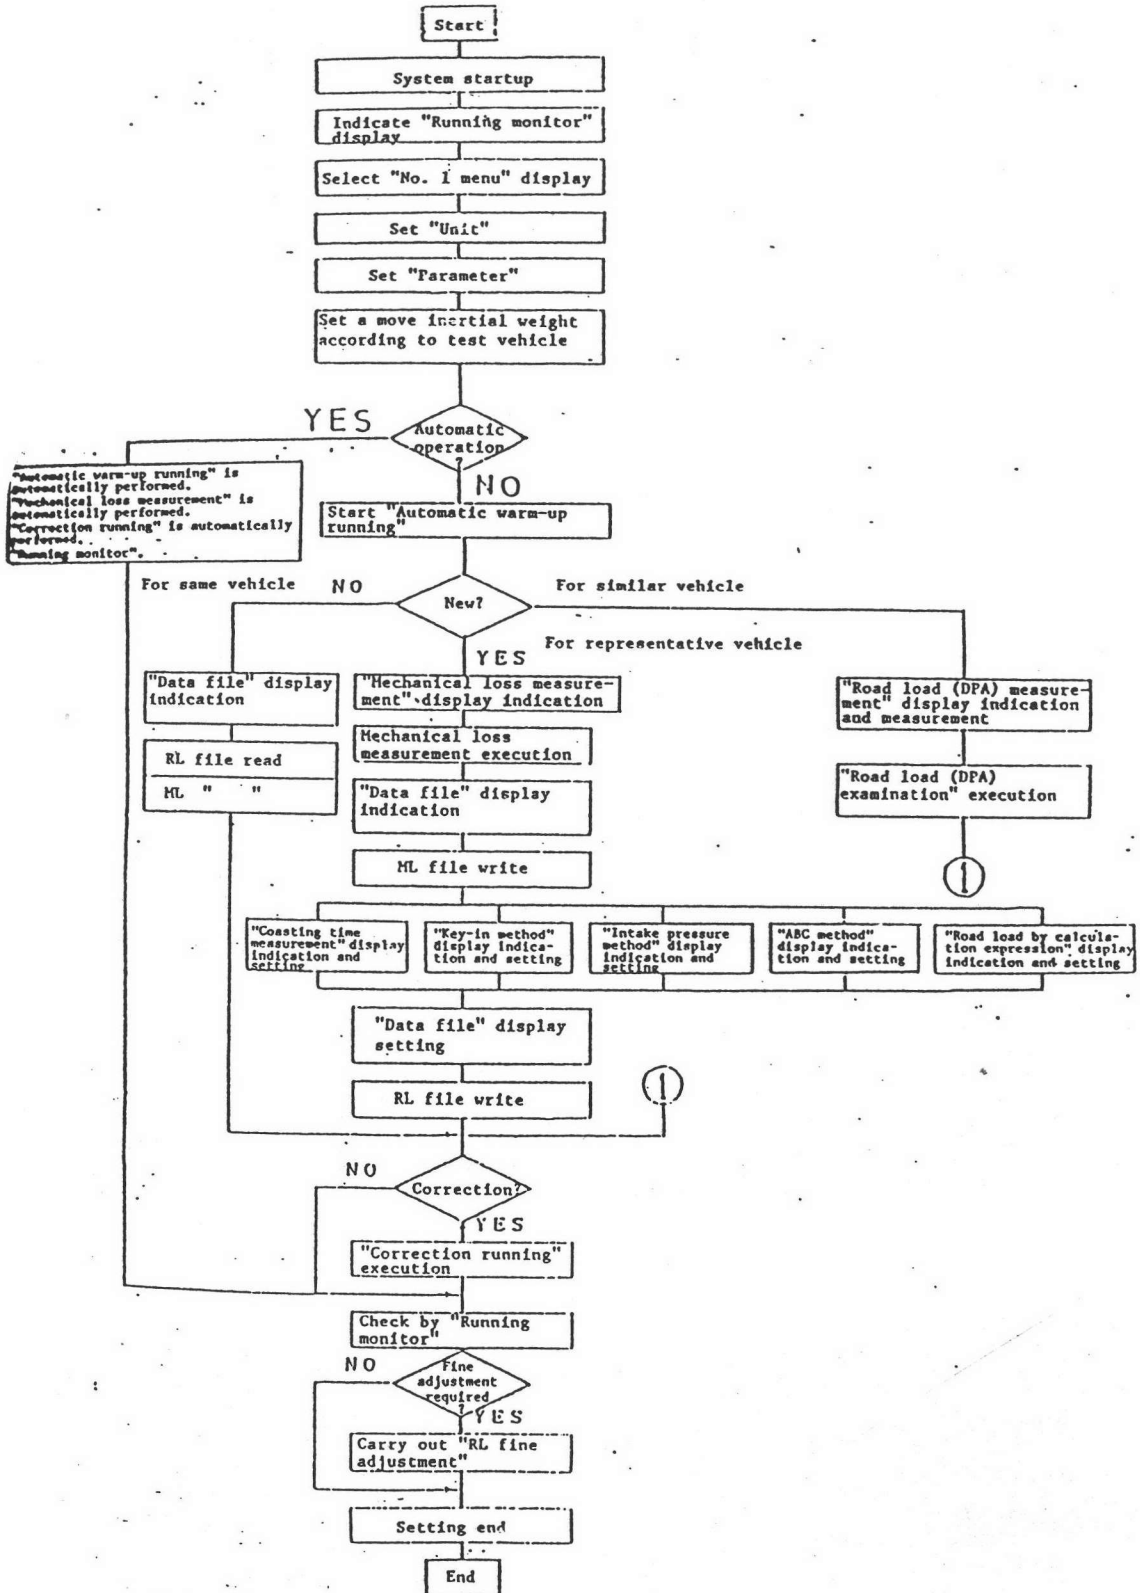 Start
System startup
Indicate "Running monitor"
display
Select "No. 1 menu" display
Set "Unit"
Set "Parameter"
Set a move inertial weight
according to test vehicle
YES
Automatic
operation
?
NO
"Automatic warm-up running" is
automatically performed.
"Mechanical loss measurement" is
automatically performed.
"Correction running" is automatically
performed.
"Running monitor".
Start "Automatic warm-up
running"
For same vehicle
NO
New?
For similar vehicle
For representative vehicle
YES
"Data file" display
indication
RL file read
ML " "
"Mechanical loss measure-
ment" display indication
Mechanical loss
measurement execution
"Data file" display
indication
ML file write
"Road load (DPA) measure-
ment" display indication
and measurement
"Road load (DPA)
examination" execution
1
"Coasting time
measurement" display
indication and
setting
"Key-in method"
display indica-
tion and setting
"Intake pressure
method" display
indication and
setting
"ABC method"
display indica-
tion and setting
"Road load by calcula-
tion expression" display
indication and setting
"Data file" display
setting
RL file write
1
NO
Correction?
YES
"Correction running"
execution
Check by "Running
monitor"
NO
Fine
adjustment
required
?
YES
Carry out "RL fine
adjustment"
Setting end
End